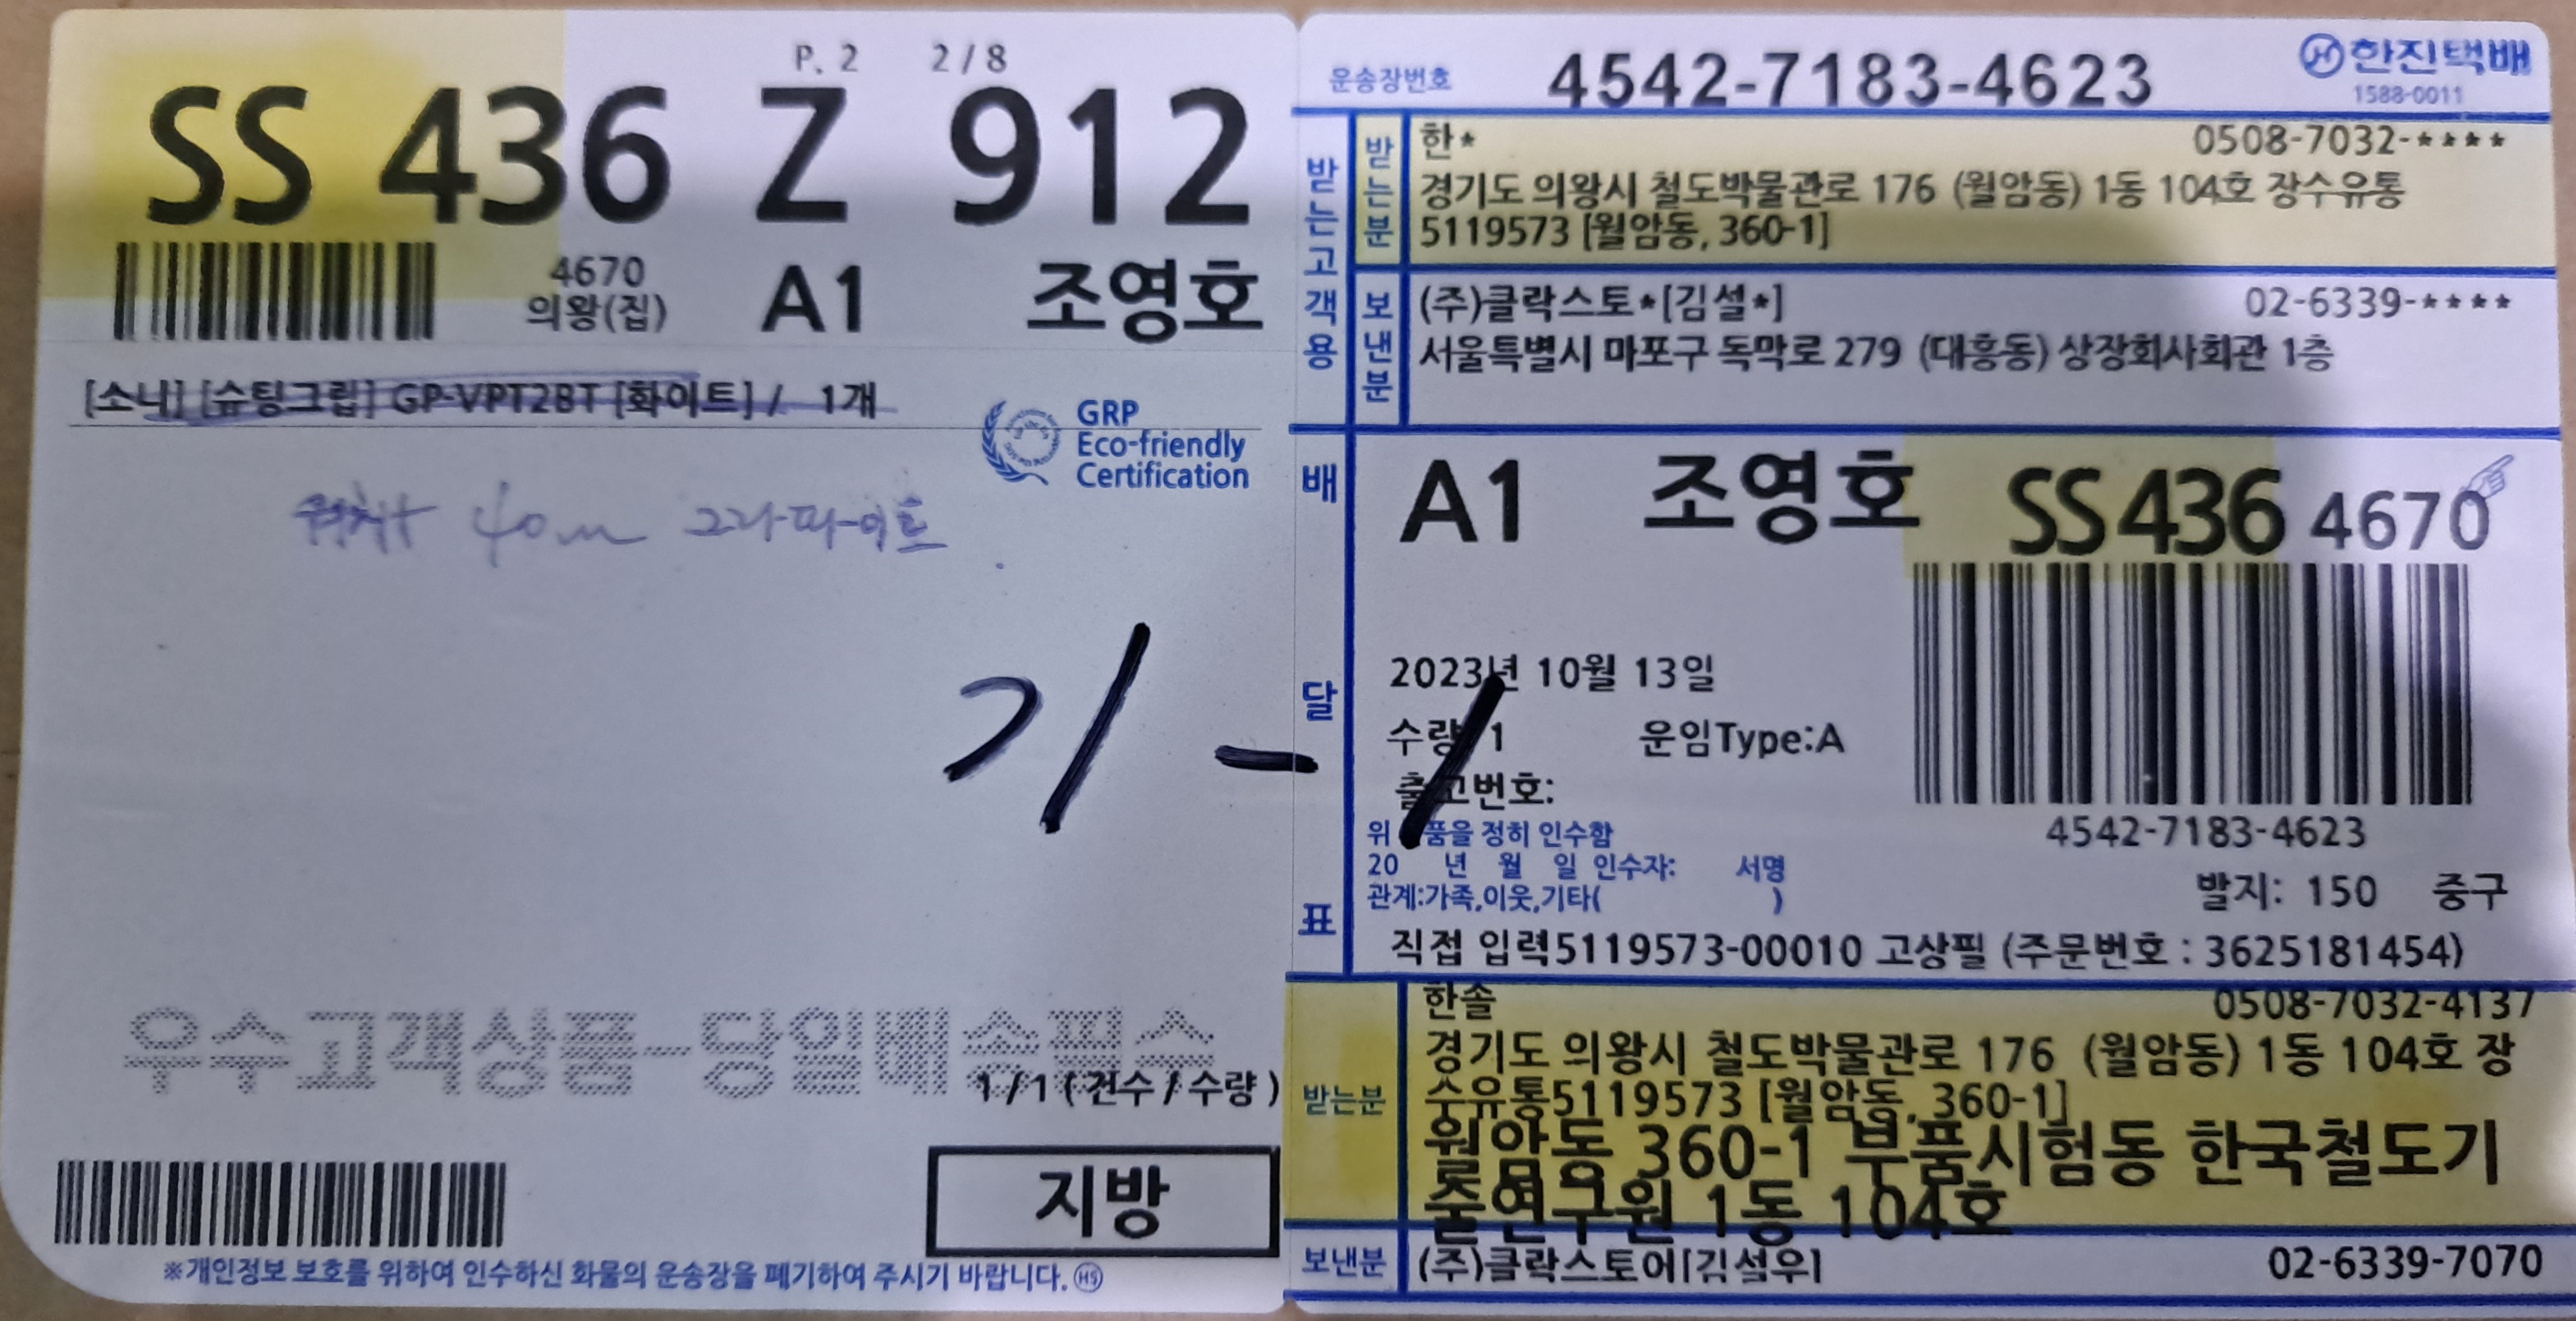 P. 2 2/8
SS 436 Z 912
4670
의왕(집) A1 조영호
[소니] [슈팅그립] GP-VPT2BT [화이트] / 1개
GRP
Eco-friendly
Certification
40m 그라파이트
기-1
우수고객상품-당일배송필수
1 / 1 ( 건수 / 수량 )
지방
※개인정보 보호를 위하여 인수하신 화물의 운송장을 폐기하여 주시기 바랍니다. HS
운송장번호 4542-7183-4623 한진택배
1588-0011
받는고객용
받는분
한* 0508-7032-****
경기도 의왕시 철도박물관로 176 (월암동) 1동 104호 장수유통
5119573 [월암동, 360-1]
보낸분
(주)클락스토*[김설*] 02-6339-****
서울특별시 마포구 독막로 279 (대흥동) 상장회사회관 1층
배달표
A1 조영호 SS 436 4670
2023년 10월 13일
수량 1 운임Type:A
출고번호:
위 품을 정히 인수함
20 년 월 일 인수자: 서명
관계:가족,이웃,기타( )
4542-7183-4623
발지: 150 중구
직접 입력5119573-00010 고상필 (주문번호 : 3625181454)
받는분
한솔 0508-7032-4137
경기도 의왕시 철도박물관로 176 (월암동) 1동 104호 장
수유통5119573 [월암동, 360-1]
월암동 360-1 부품시험동 한국철도기
술연구원 1동 104호
보낸분 (주)클락스토어[김설우] 02-6339-7070